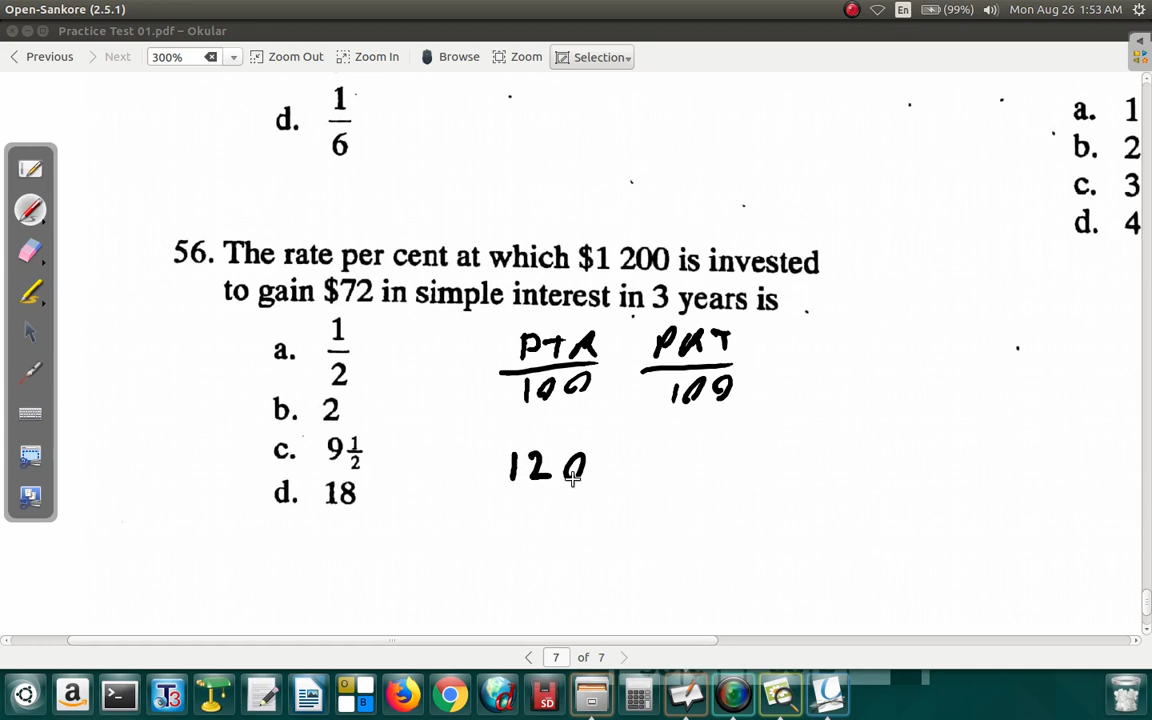 Open-Sankore (2.5.1)
En (99%) Mon Aug 26 1:53 AM
Practice Test 01.pdf – Okular
Previous Next 300% Zoom Out Zoom In Browse Zoom Selection
d. 1/6
a. 1
b. 2
c. 3
d. 4
56. The rate per cent at which $1 200 is invested
to gain $72 in simple interest in 3 years is
a. 1/2
b. 2
c. 9 1/2
d. 18
PTR/100 PRT/100
120
7 of 7